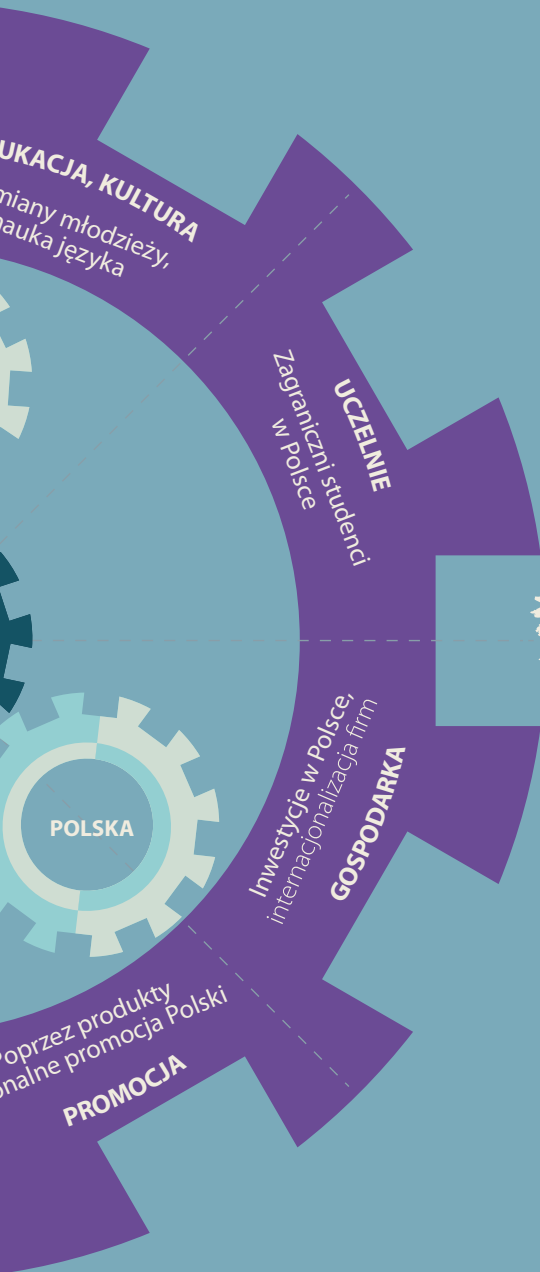 UKACJA, KULTURA
miany młodzieży,
nauka języka
UCZELNIE
Zagraniczni studenci
w Polsce
Inwestycje w Polsce,
internacjonalizacja firm
GOSPODARKA
POLSKA
Poprzez produkty
onalne promocja Polski
PROMOCJA